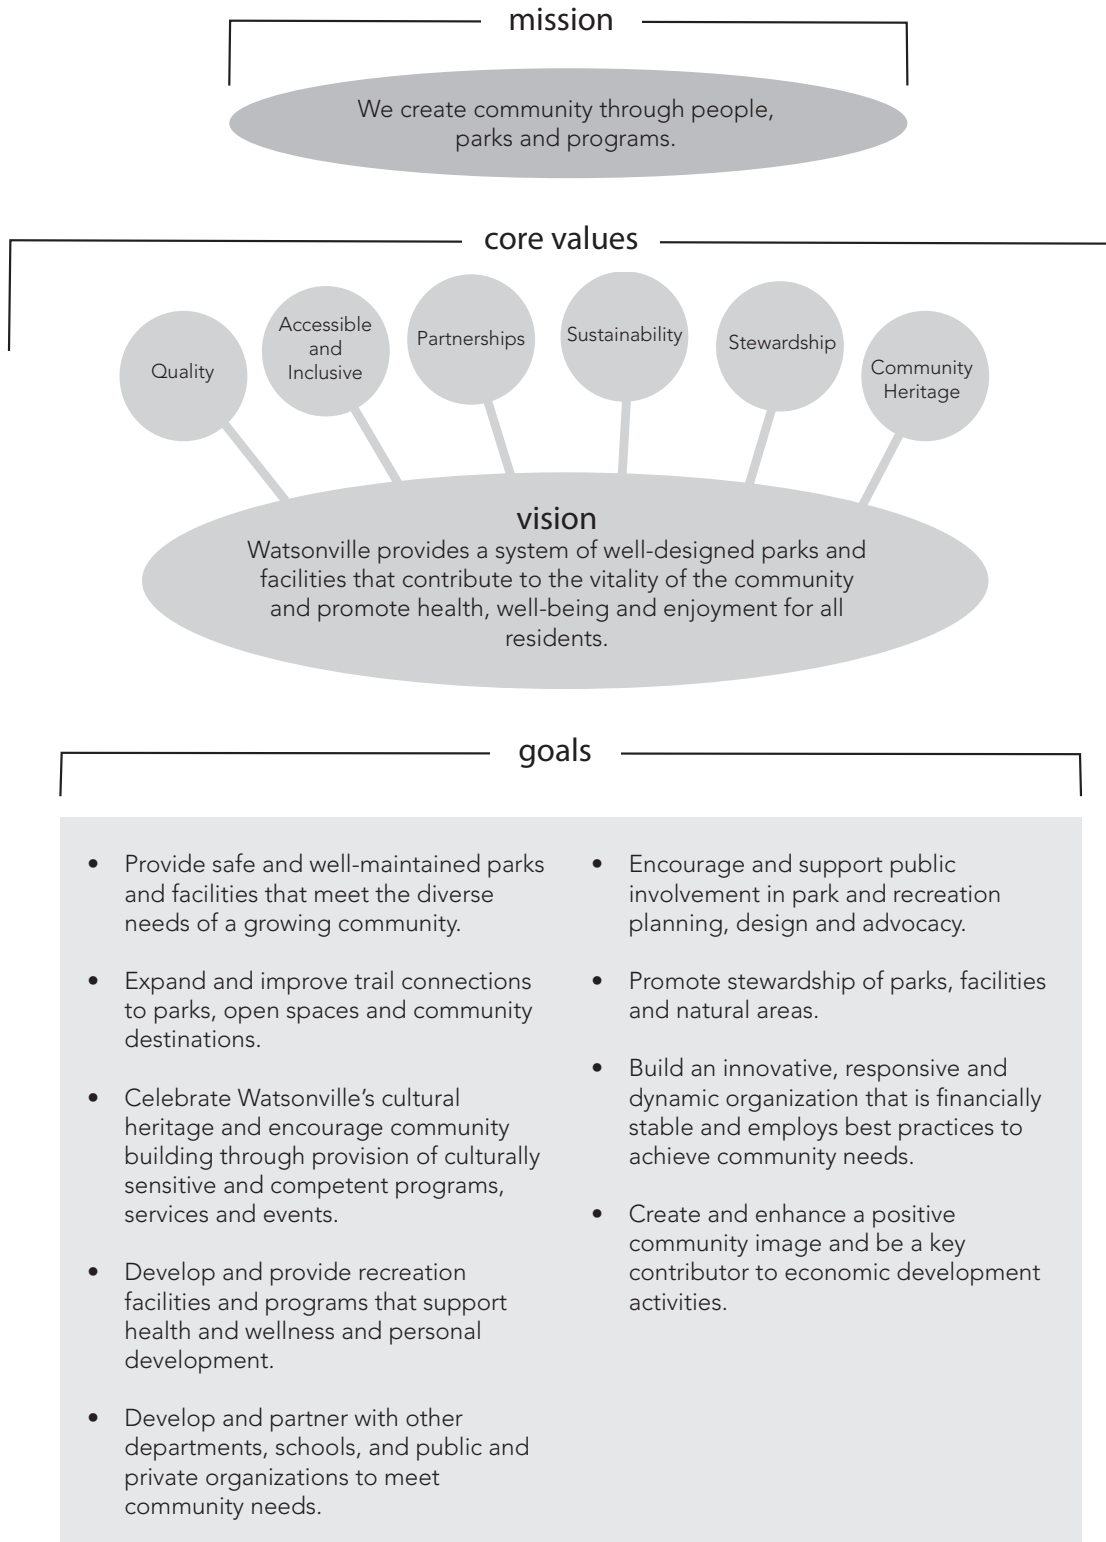 mission
We create community through people,
parks and programs.
core values
Quality
Accessible
and
Inclusive
Partnerships
Sustainability
Stewardship
Community
Heritage
vision
Watsonville provides a system of well-designed parks and
facilities that contribute to the vitality of the community
and promote health, well-being and enjoyment for all
residents.
goals
• Provide safe and well-maintained parks
and facilities that meet the diverse
needs of a growing community.
• Expand and improve trail connections
to parks, open spaces and community
destinations.
• Celebrate Watsonville’s cultural
heritage and encourage community
building through provision of culturally
sensitive and competent programs,
services and events.
• Develop and provide recreation
facilities and programs that support
health and wellness and personal
development.
• Develop and partner with other
departments, schools, and public and
private organizations to meet
community needs.
• Encourage and support public
involvement in park and recreation
planning, design and advocacy.
• Promote stewardship of parks, facilities
and natural areas.
• Build an innovative, responsive and
dynamic organization that is financially
stable and employs best practices to
achieve community needs.
• Create and enhance a positive
community image and be a key
contributor to economic development
activities.